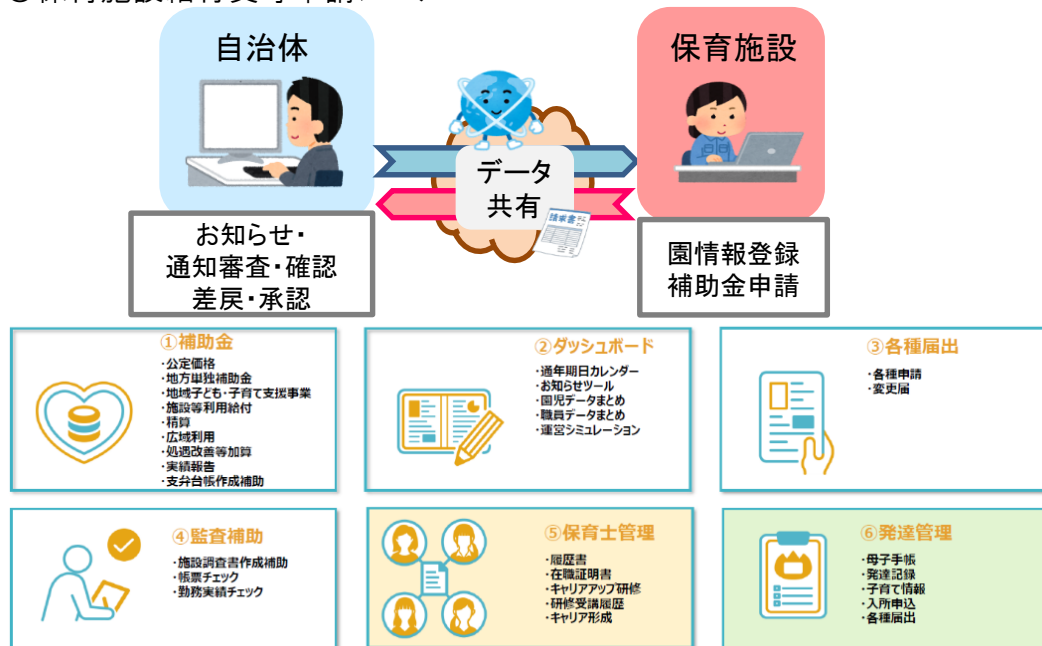 自治体
保育施設
データ
共有
請求書
お知らせ・
通知審査・確認
差戻・承認
園情報登録
補助金申請
①補助金
・公定価格
・地方単独補助金
・地域子ども・子育て支援事業
・施設等利用給付
・精算
・広域利用
・処遇改善等加算
・実績報告
・支弁台帳作成補助
②ダッシュボード
・通年期日カレンダー
・お知らせツール
・園児データまとめ
・職員データまとめ
・運営シミュレーション
③各種届出
・各種申請
・変更届
④監査補助
・施設調査書作成補助
・帳票チェック
・勤務実績チェック
⑤保育士管理
・履歴書
・在職証明書
・キャリアアップ研修
・研修受講履歴
・キャリア形成
⑥発達管理
・母子手帳
・発達記録
・子育て情報
・入所申込
・各種届出